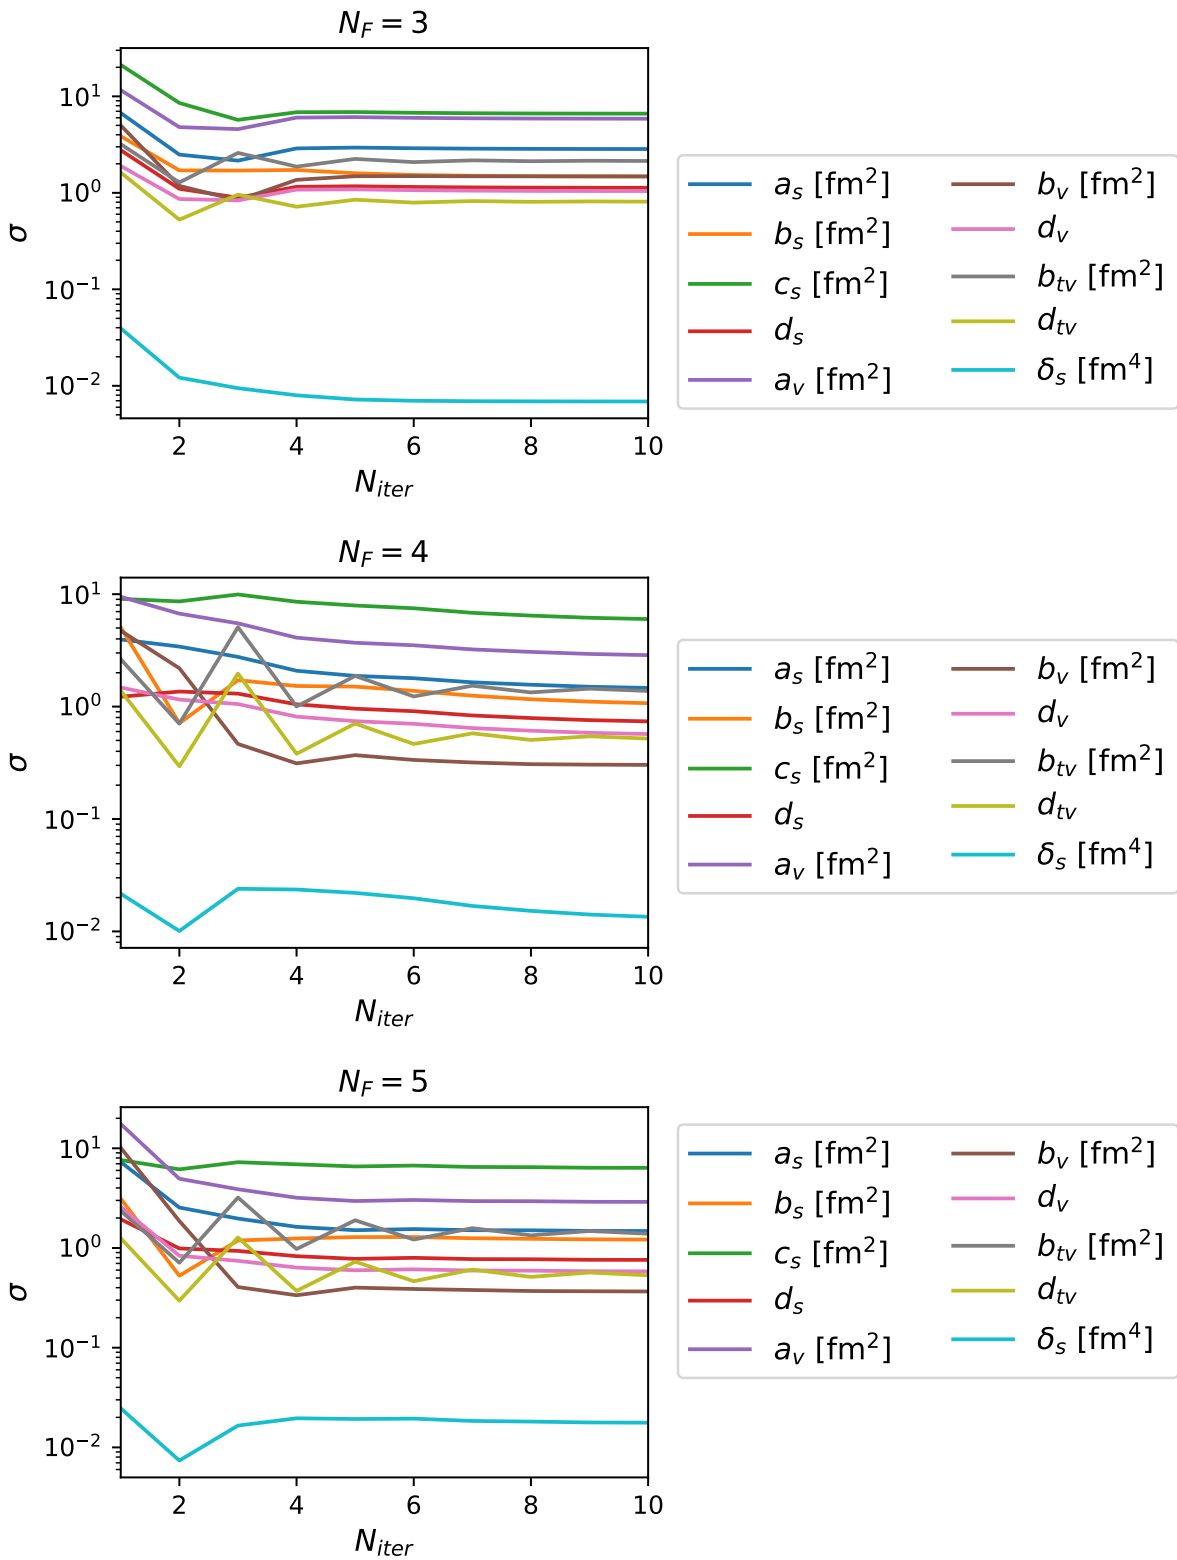 N_F = 3
10^1
10^0
10^−1
10^−2
σ
2 4 6 8 10
N_iter
a_s [fm^2]
b_s [fm^2]
c_s [fm^2]
d_s
a_v [fm^2]
b_v [fm^2]
d_v
b_tv [fm^2]
d_tv
δ_s [fm^4]
N_F = 4
10^1
10^0
10^−1
10^−2
σ
2 4 6 8 10
N_iter
a_s [fm^2]
b_s [fm^2]
c_s [fm^2]
d_s
a_v [fm^2]
b_v [fm^2]
d_v
b_tv [fm^2]
d_tv
δ_s [fm^4]
N_F = 5
10^1
10^0
10^−1
10^−2
σ
2 4 6 8 10
N_iter
a_s [fm^2]
b_s [fm^2]
c_s [fm^2]
d_s
a_v [fm^2]
b_v [fm^2]
d_v
b_tv [fm^2]
d_tv
δ_s [fm^4]